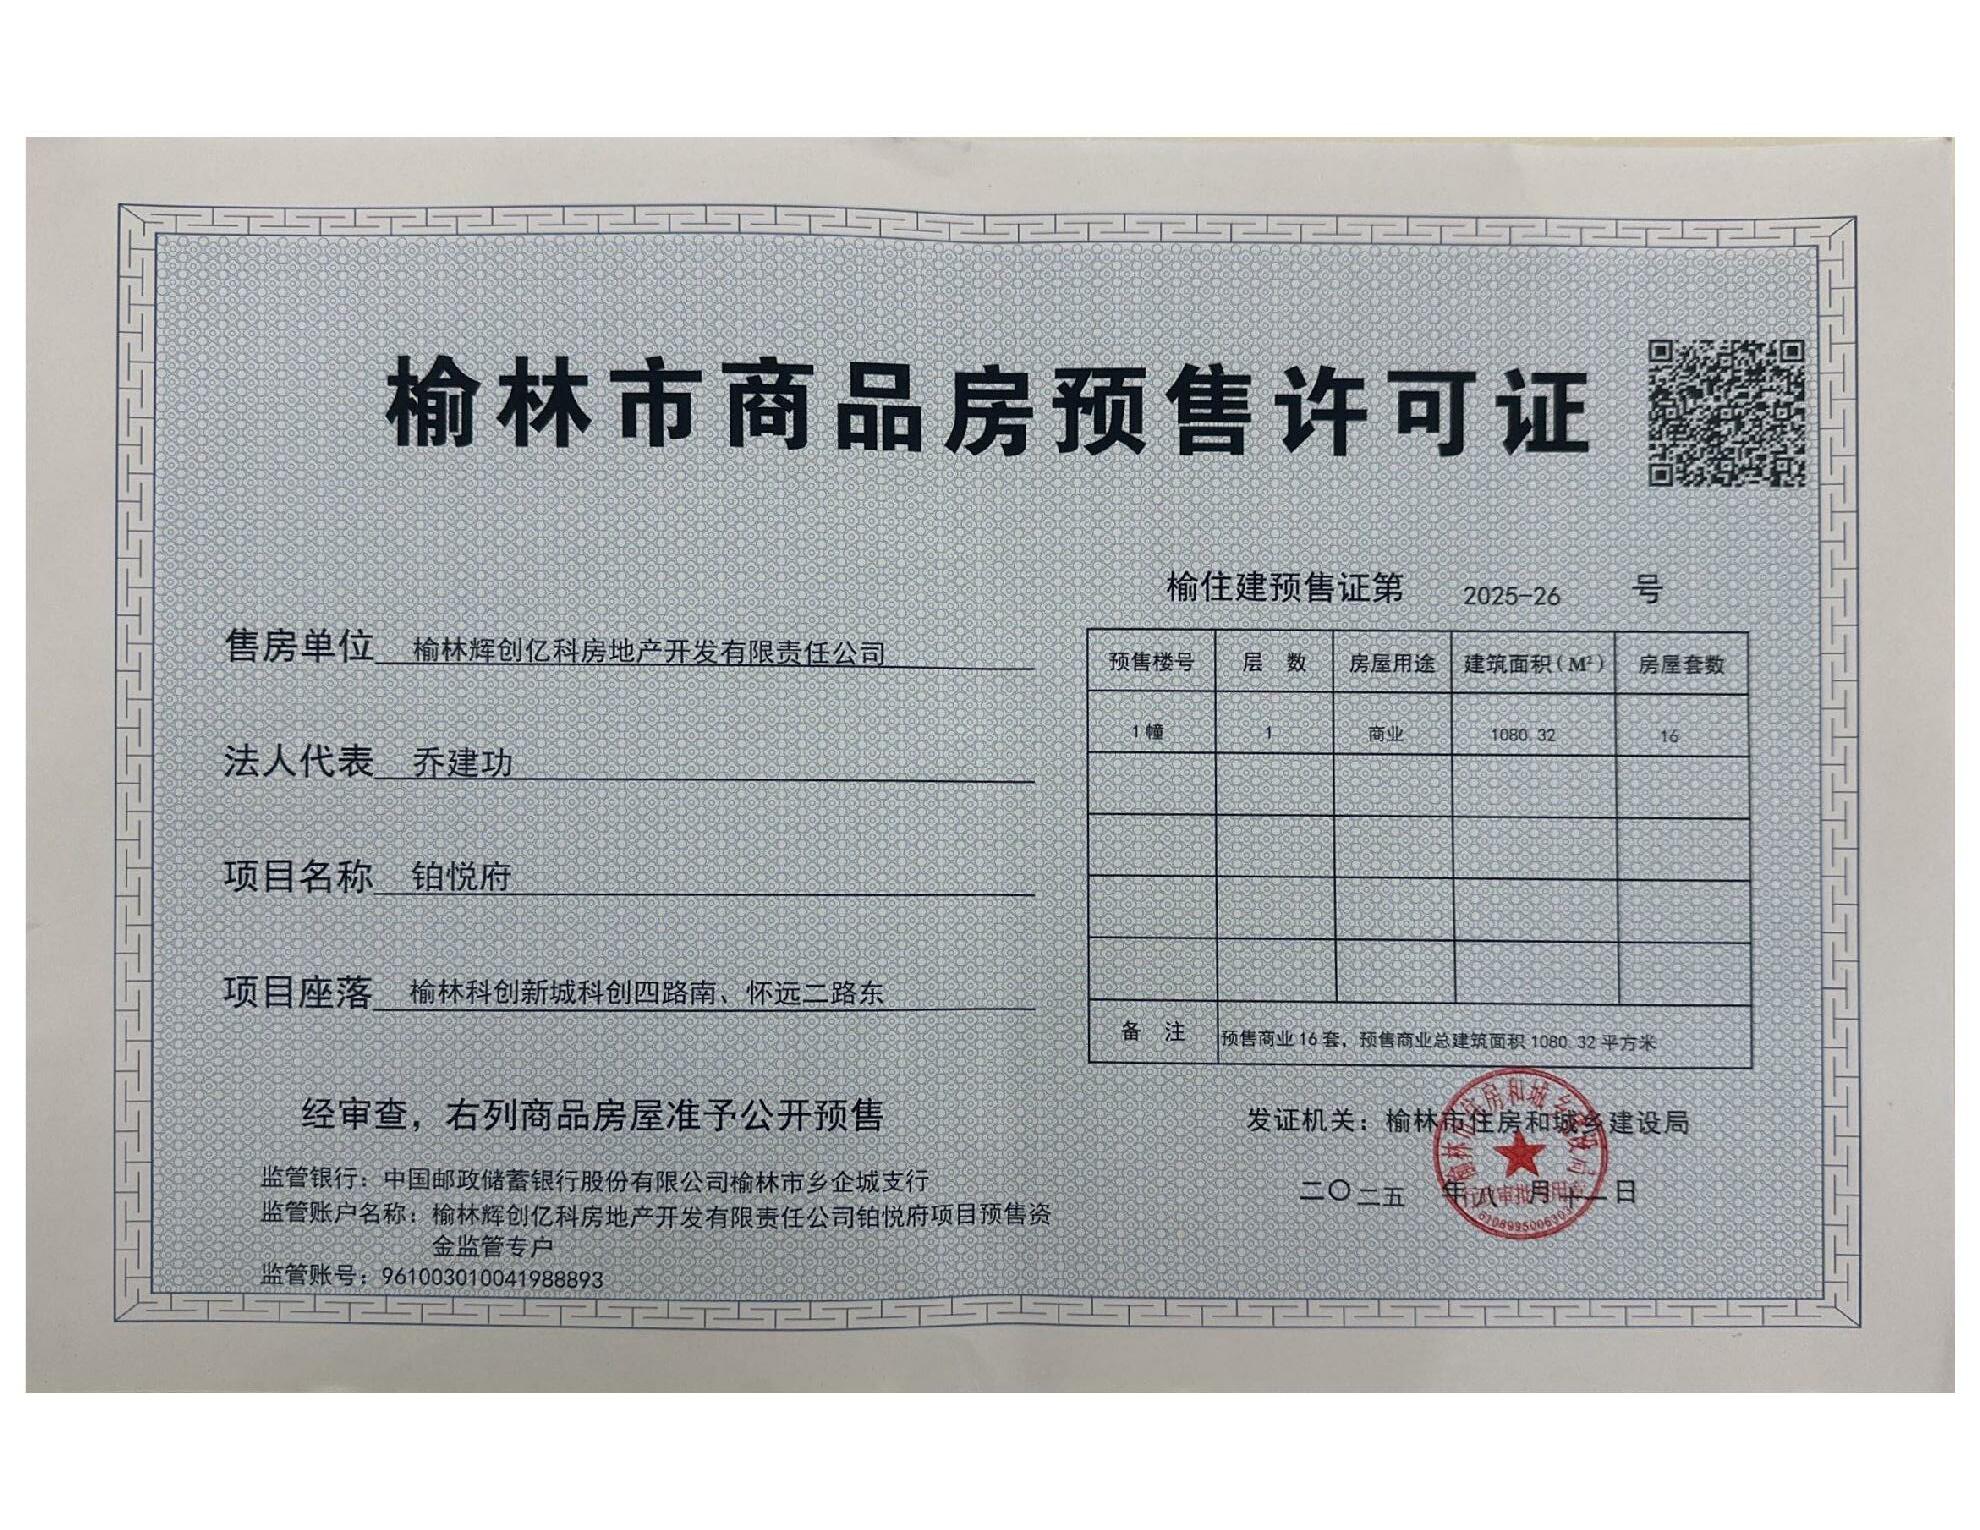 榆林市商品房预售许可证
榆住建预售证第 2025-26 号
售房单位 榆林辉创亿科房地产开发有限责任公司
法人代表 乔建功
项目名称 铂悦府
项目座落 榆林科创新城科创四路南、怀远二路东
经审查，右列商品房屋准予公开预售
监管银行：中国邮政储蓄银行股份有限公司榆林市乡企城支行
监管账户名称：榆林辉创亿科房地产开发有限责任公司铂悦府项目预售资
金监管专户
监管账号：961003010041988893
预售楼号 层 数 房屋用途 建筑面积（M²） 房屋套数
1幢 1 商业 1080.32 16
备 注 预售商业16套，预售商业总建筑面积1080.32平方米
发证机关：榆林市住房和城乡建设局
二〇二五 年 八 月 十二 日
榆林市住房和城乡建设局